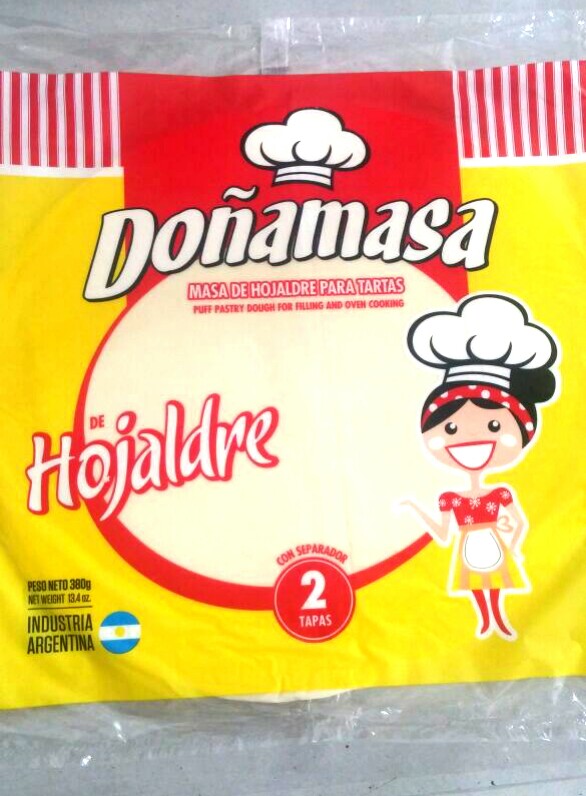 Doñamasa
MASA DE HOJALDRE PARA TARTAS
PUFF PASTRY DOUGH FOR FILLING AND OVEN COOKING
DE
Hojaldre
CON SEPARADOR
2
TAPAS
PESO NETO 380g
NET WEIGHT 13.4 oz.
INDUSTRIA
ARGENTINA